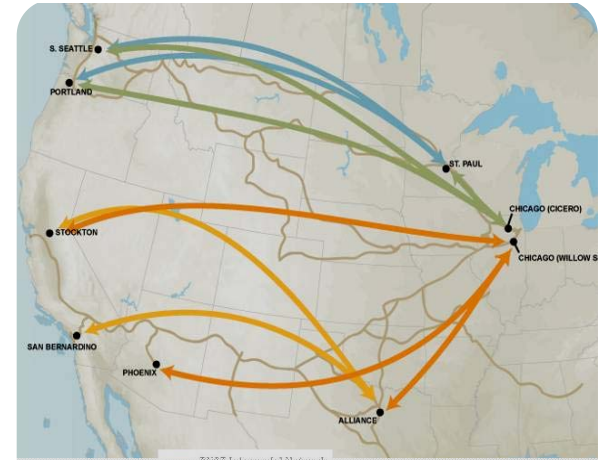 S. SEATTLE
PORTLAND
ST. PAUL
CHICAGO (CICERO)
STOCKTON
CHICAGO (WILLOW S
SAN BERNARDINO
PHOENIX
ALLIANCE